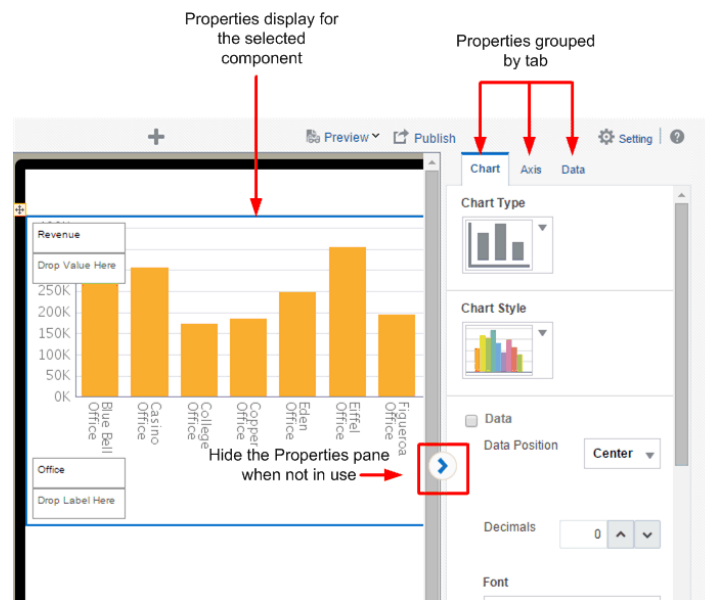 Properties display for
the selected
component
Properties grouped
by tab
Preview
Publish
Setting
?
Chart
Axis
Data
Chart Type
Revenue
Drop Value Here
250K
200K
150K
100K
50K
0K
Blue Bell
Office
Casino
Office
College
Office
Copper
Office
Eden
Office
Eiffel
Office
Figueroa
Office
Office
Drop Label Here
Hide the Properties pane
when not in use
Chart Style
Data
Data Position
Center
Decimals
0
Font